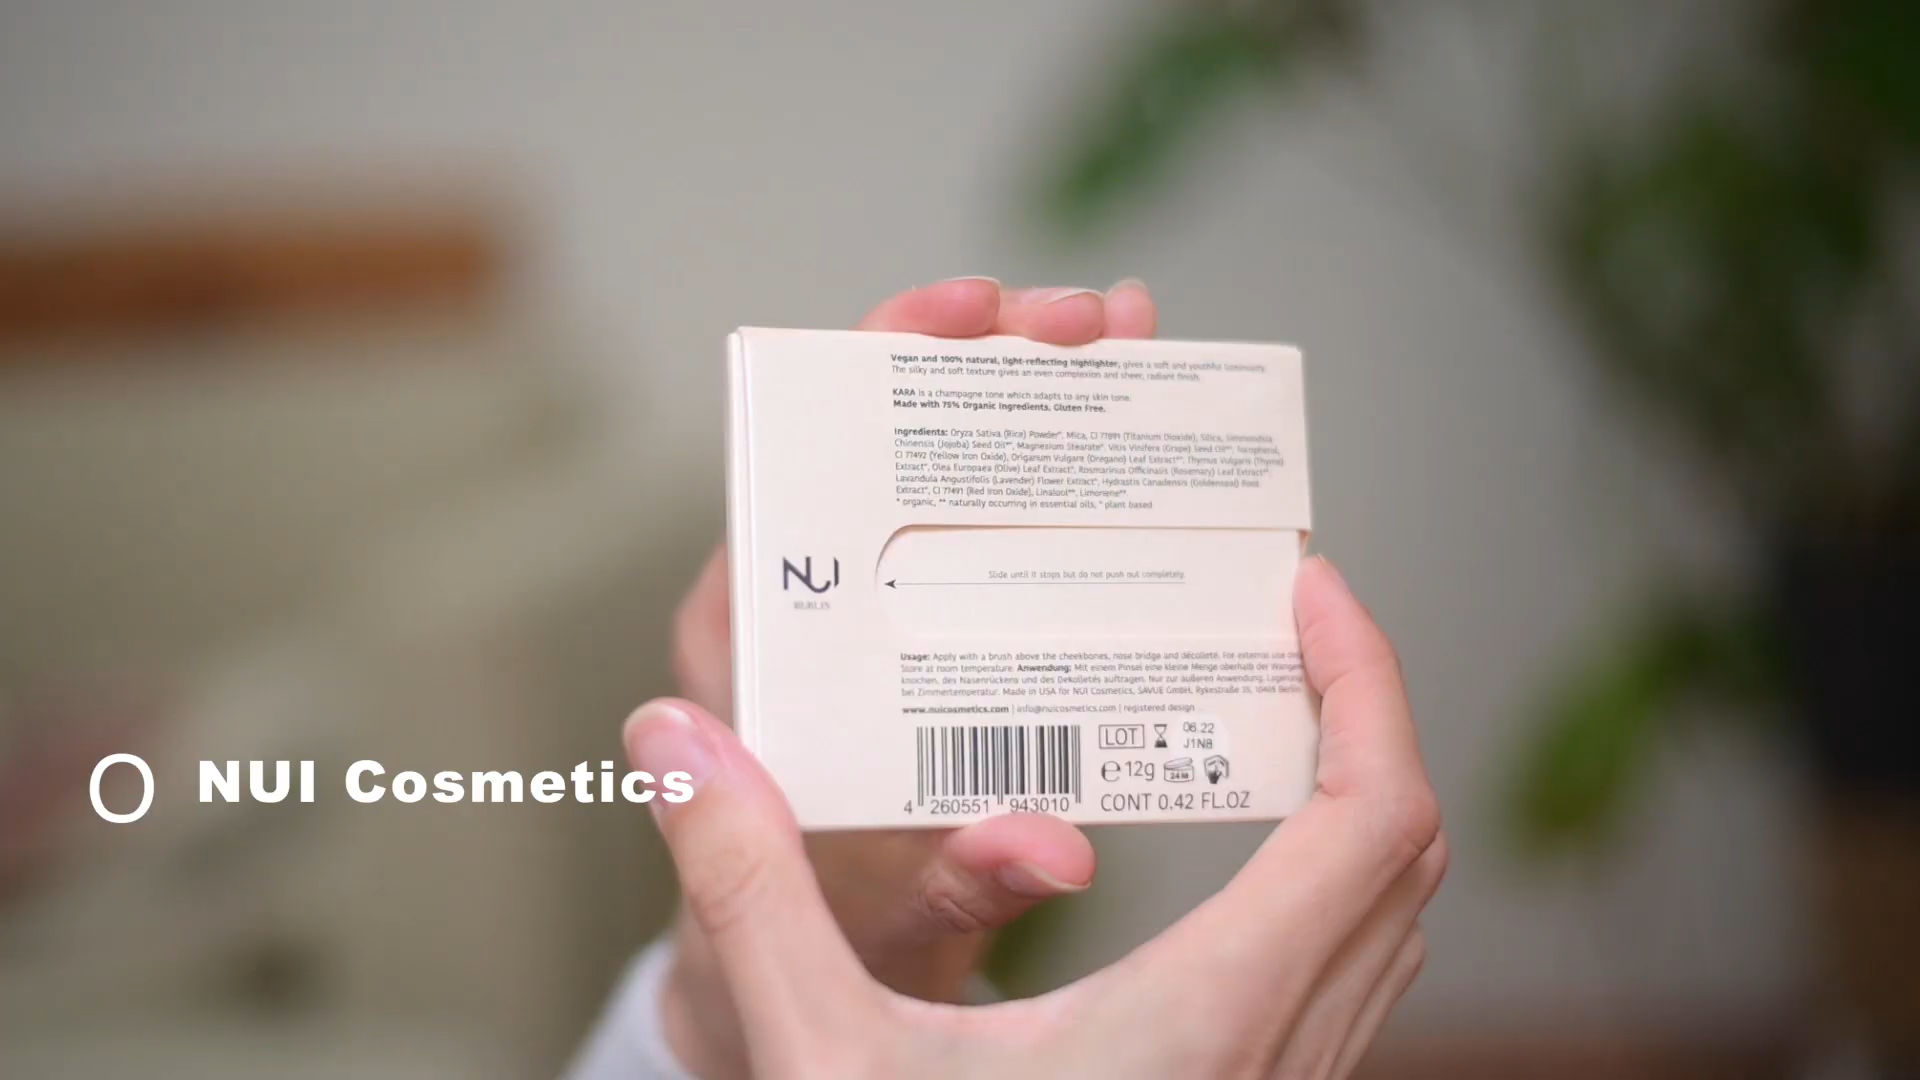 Vegan and 100% natural, light-reflecting highlighter, gives a soft and youthful luminosity.
The silky and soft texture gives an even complexion and sheer, radiant finish.
KARA is a champagne tone which adapts to any skin tone.
Made with 75% Organic Ingredients. Gluten Free.
Ingredients: Oryza Sativa (Rice) Powder*, Mica, CI 77891 (Titanium Dioxide), Silica, Simmondsia
Chinensis (Jojoba) Seed Oil*°, Magnesium Stearate°, Vitis Vinifera (Grape) Seed Oil*°, Tocopherol,
CI 77492 (Yellow Iron Oxide), Origanum Vulgare (Oregano) Leaf Extract*°, Thymus Vulgaris (Thyme)
Extract*, Olea Europaea (Olive) Leaf Extract*, Rosmarinus Officinalis (Rosemary) Leaf Extract*°,
Lavandula Angustifolia (Lavender) Flower Extract*, Hydrastis Canadensis (Goldenseal) Root
Extract*, CI 77491 (Red Iron Oxide), Linalool**, Limonene**
* organic, ** naturally occurring in essential oils, ° plant based
NUI
BERLIN
Slide until it stops but do not push out completely.
Usage: Apply with a brush above the cheekbones, nose bridge and décolleté. For external use
Store at room temperature. Anwendung: Mit einem Pinsel eine kleine Menge oberhalb der Wangen-
knochen, des Nasenrückens und des Dekolletés auftragen. Nur zur äußeren Anwendung. Lagerung
bei Zimmertemperatur. Made in USA for NUI Cosmetics, SAVUE GmbH, Rykestraße 35, 10405 Berlin
www.nuicosmetics.com | info@nuicosmetics.com | registered design
LOT 06.22
J1N8
e 12g 24 M
4 260551 943010
CONT 0.42 FL.OZ
O NUI Cosmetics